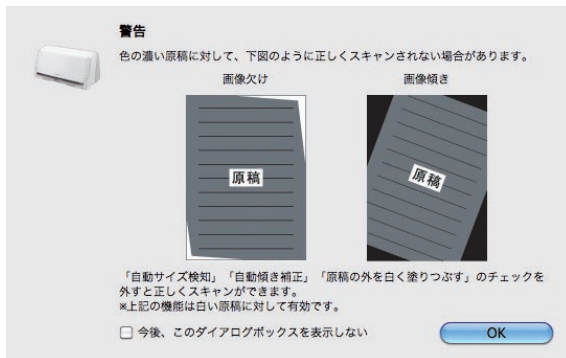 警告
色の濃い原稿に対して、下図のように正しくスキャンされない場合があります。
画像欠け 画像傾き
原稿 原稿
「自動サイズ検知」「自動傾き補正」「原稿の外を白く塗りつぶす」のチェックを
外すと正しくスキャンができます。
※上記の機能は白い原稿に対して有効です。
今後、このダイアログボックスを表示しない OK